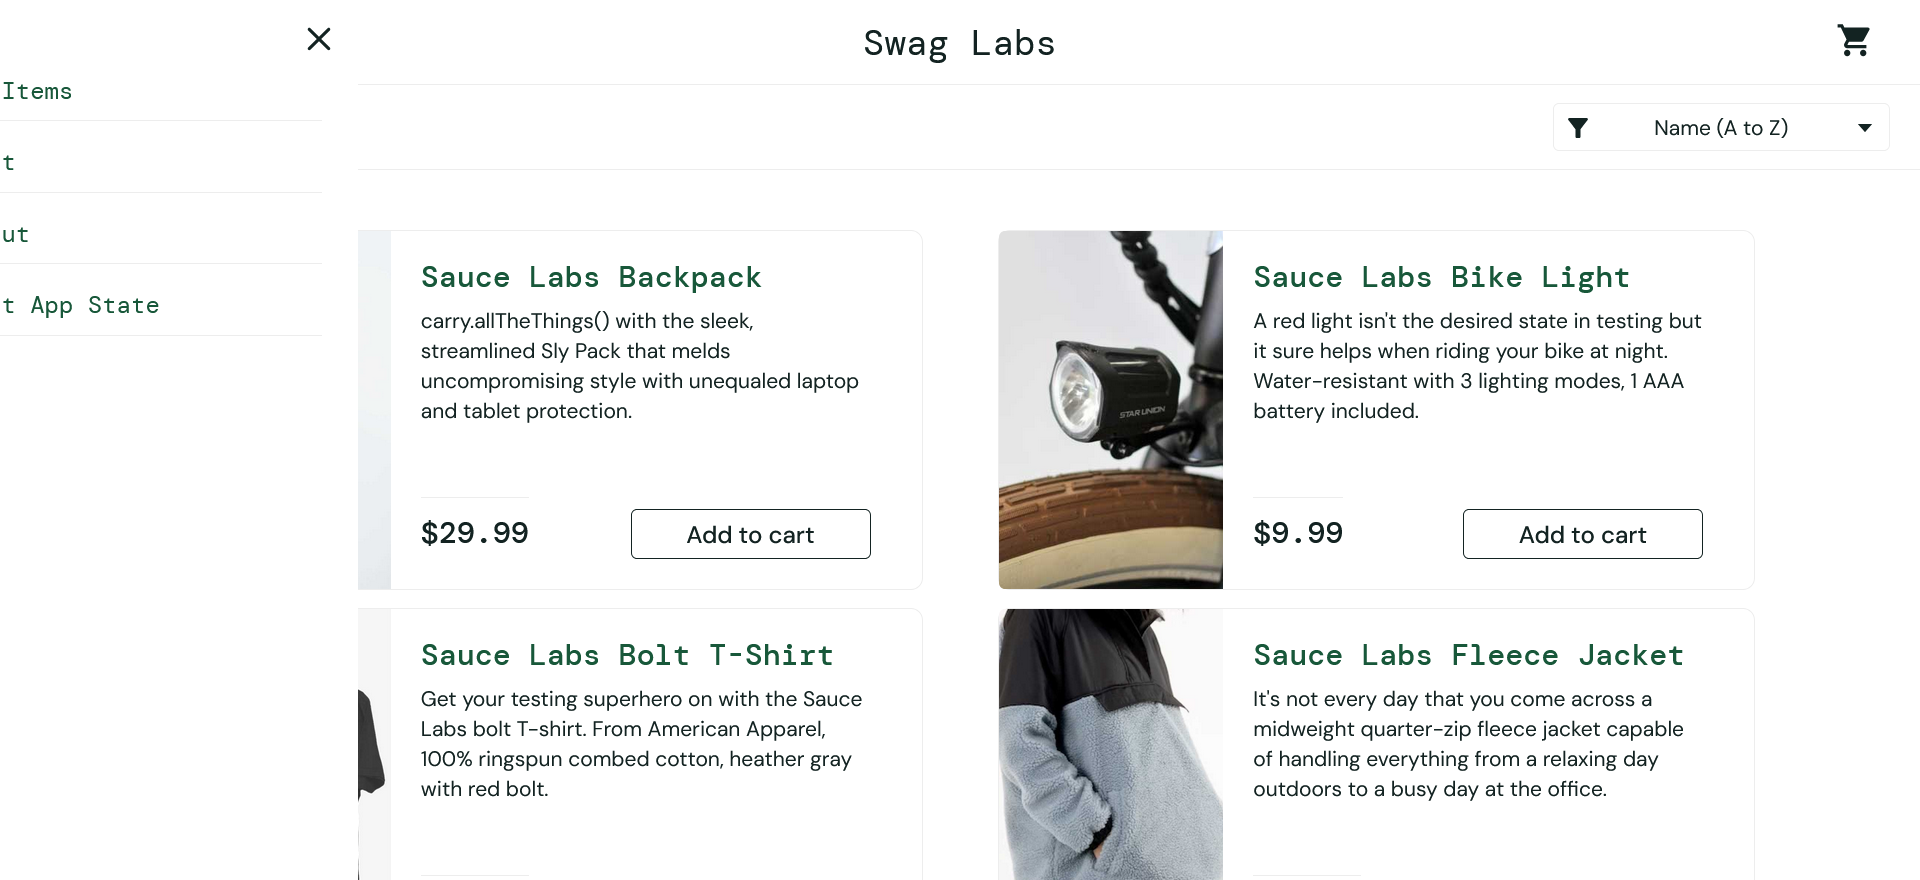 Swag Labs
Items
t
ut
t App State
Name (A to Z)
Sauce Labs Backpack
carry.allTheThings() with the sleek,
streamlined Sly Pack that melds
uncompromising style with unequaled laptop
and tablet protection.
$29.99
Add to cart
Sauce Labs Bike Light
A red light isn't the desired state in testing but
it sure helps when riding your bike at night.
Water-resistant with 3 lighting modes, 1 AAA
battery included.
STAR UNION
$9.99
Add to cart
Sauce Labs Bolt T-Shirt
Get your testing superhero on with the Sauce
Labs bolt T-shirt. From American Apparel,
100% ringspun combed cotton, heather gray
with red bolt.
Sauce Labs Fleece Jacket
It's not every day that you come across a
midweight quarter-zip fleece jacket capable
of handling everything from a relaxing day
outdoors to a busy day at the office.